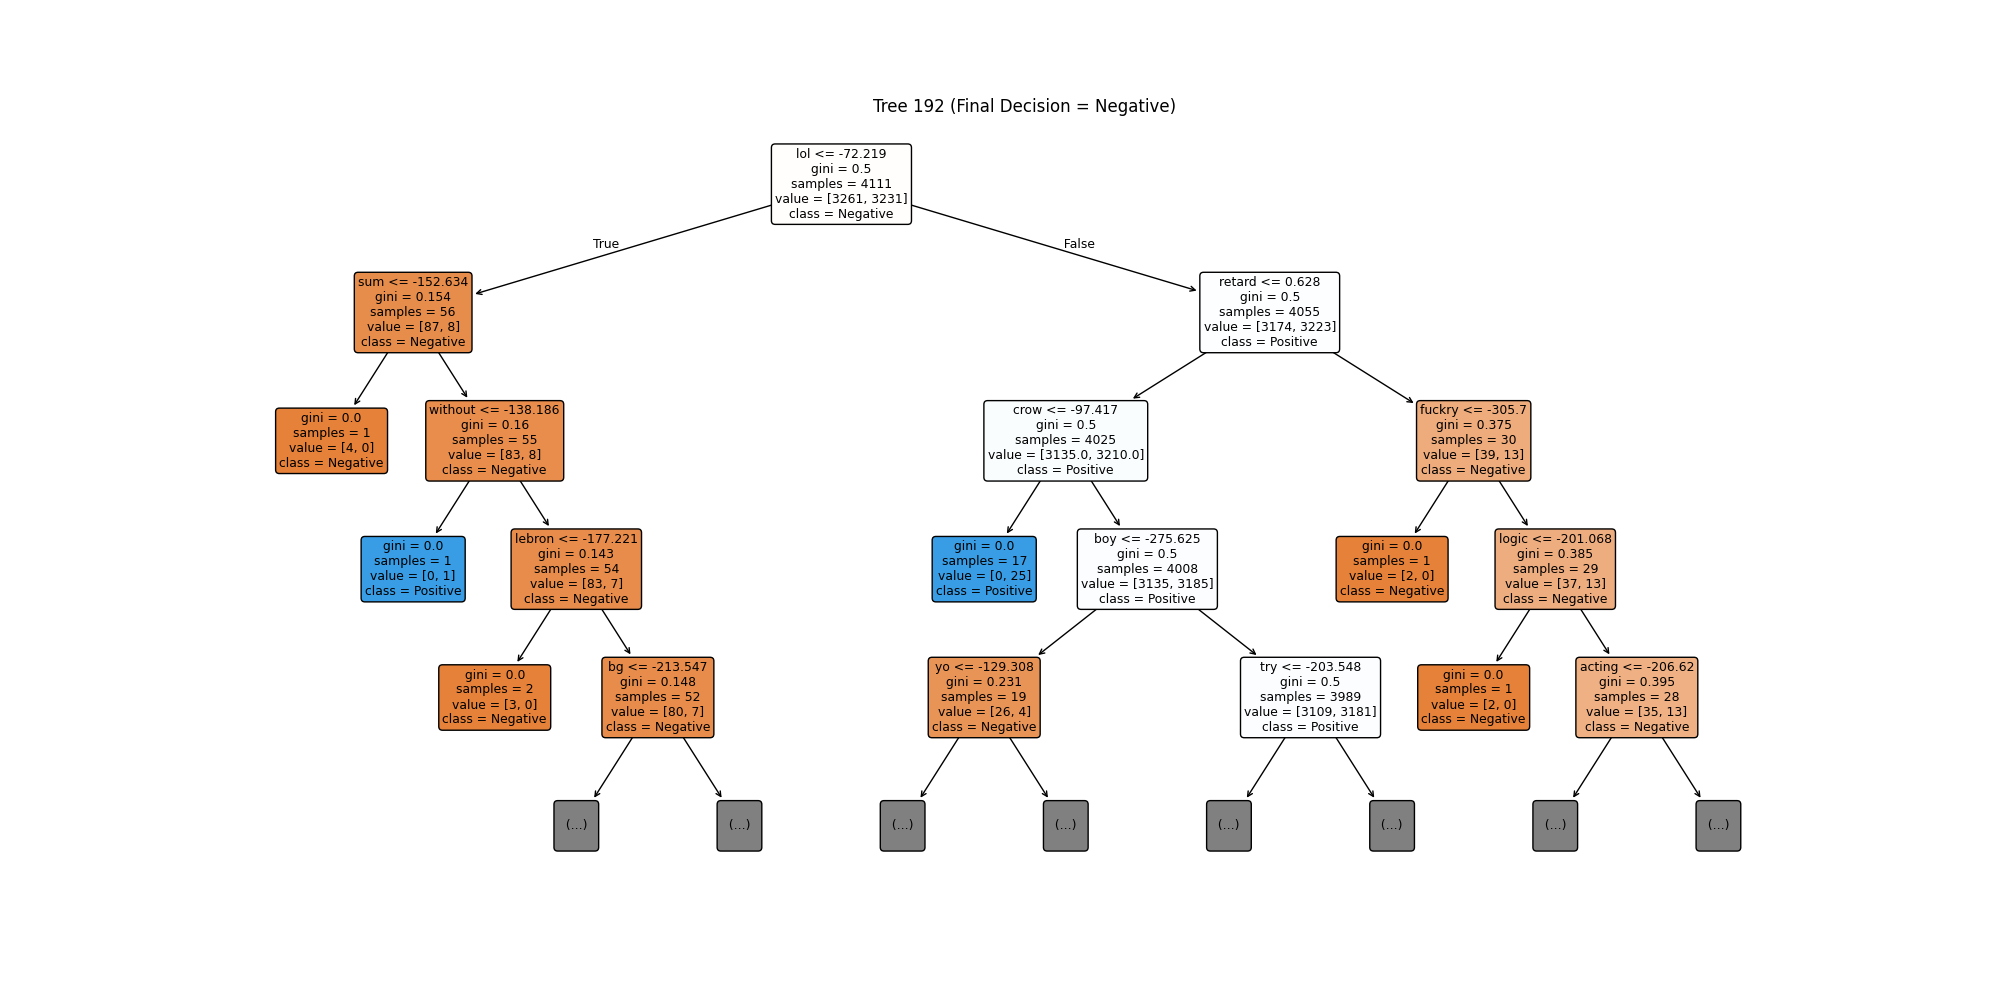 Tree 192 (Final Decision = Negative)
lol <= -72.219
gini = 0.5
samples = 4111
value = [3261, 3231]
class = Negative
True
False
sum <= -152.634
gini = 0.154
samples = 56
value = [87, 8]
class = Negative
retard <= 0.628
gini = 0.5
samples = 4055
value = [3174, 3223]
class = Positive
gini = 0.0
samples = 1
value = [4, 0]
class = Negative
without <= -138.186
gini = 0.16
samples = 55
value = [83, 8]
class = Negative
crow <= -97.417
gini = 0.5
samples = 4025
value = [3135.0, 3210.0]
class = Positive
fuckry <= -305.7
gini = 0.375
samples = 30
value = [39, 13]
class = Negative
gini = 0.0
samples = 1
value = [0, 1]
class = Positive
lebron <= -177.221
gini = 0.143
samples = 54
value = [83, 7]
class = Negative
gini = 0.0
samples = 17
value = [0, 25]
class = Positive
boy <= -275.625
gini = 0.5
samples = 4008
value = [3135, 3185]
class = Positive
gini = 0.0
samples = 1
value = [2, 0]
class = Negative
logic <= -201.068
gini = 0.385
samples = 29
value = [37, 13]
class = Negative
gini = 0.0
samples = 2
value = [3, 0]
class = Negative
bg <= -213.547
gini = 0.148
samples = 52
value = [80, 7]
class = Negative
yo <= -129.308
gini = 0.231
samples = 19
value = [26, 4]
class = Negative
try <= -203.548
gini = 0.5
samples = 3989
value = [3109, 3181]
class = Positive
gini = 0.0
samples = 1
value = [2, 0]
class = Negative
acting <= -206.62
gini = 0.395
samples = 28
value = [35, 13]
class = Negative
(...)
(...)
(...)
(...)
(...)
(...)
(...)
(...)